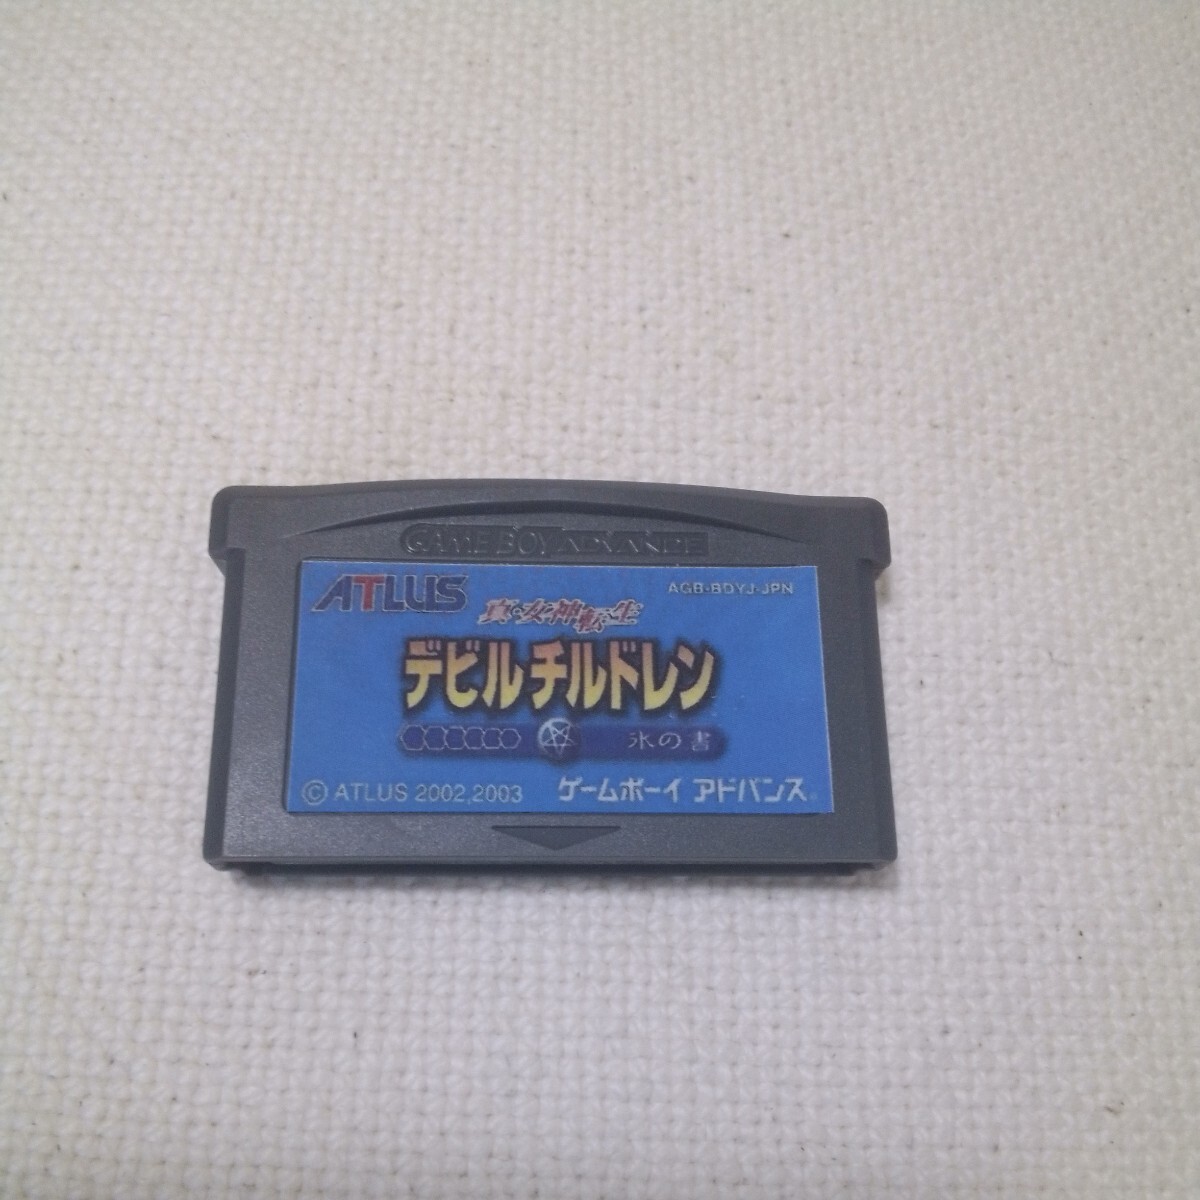 GAME BOY ADVANCE
ATLUS
AGB-BDYJ-JPN
真・女神転生
デビルチルドレン
氷の書
© ATLUS 2002,2003
ゲームボーイ アドバンス